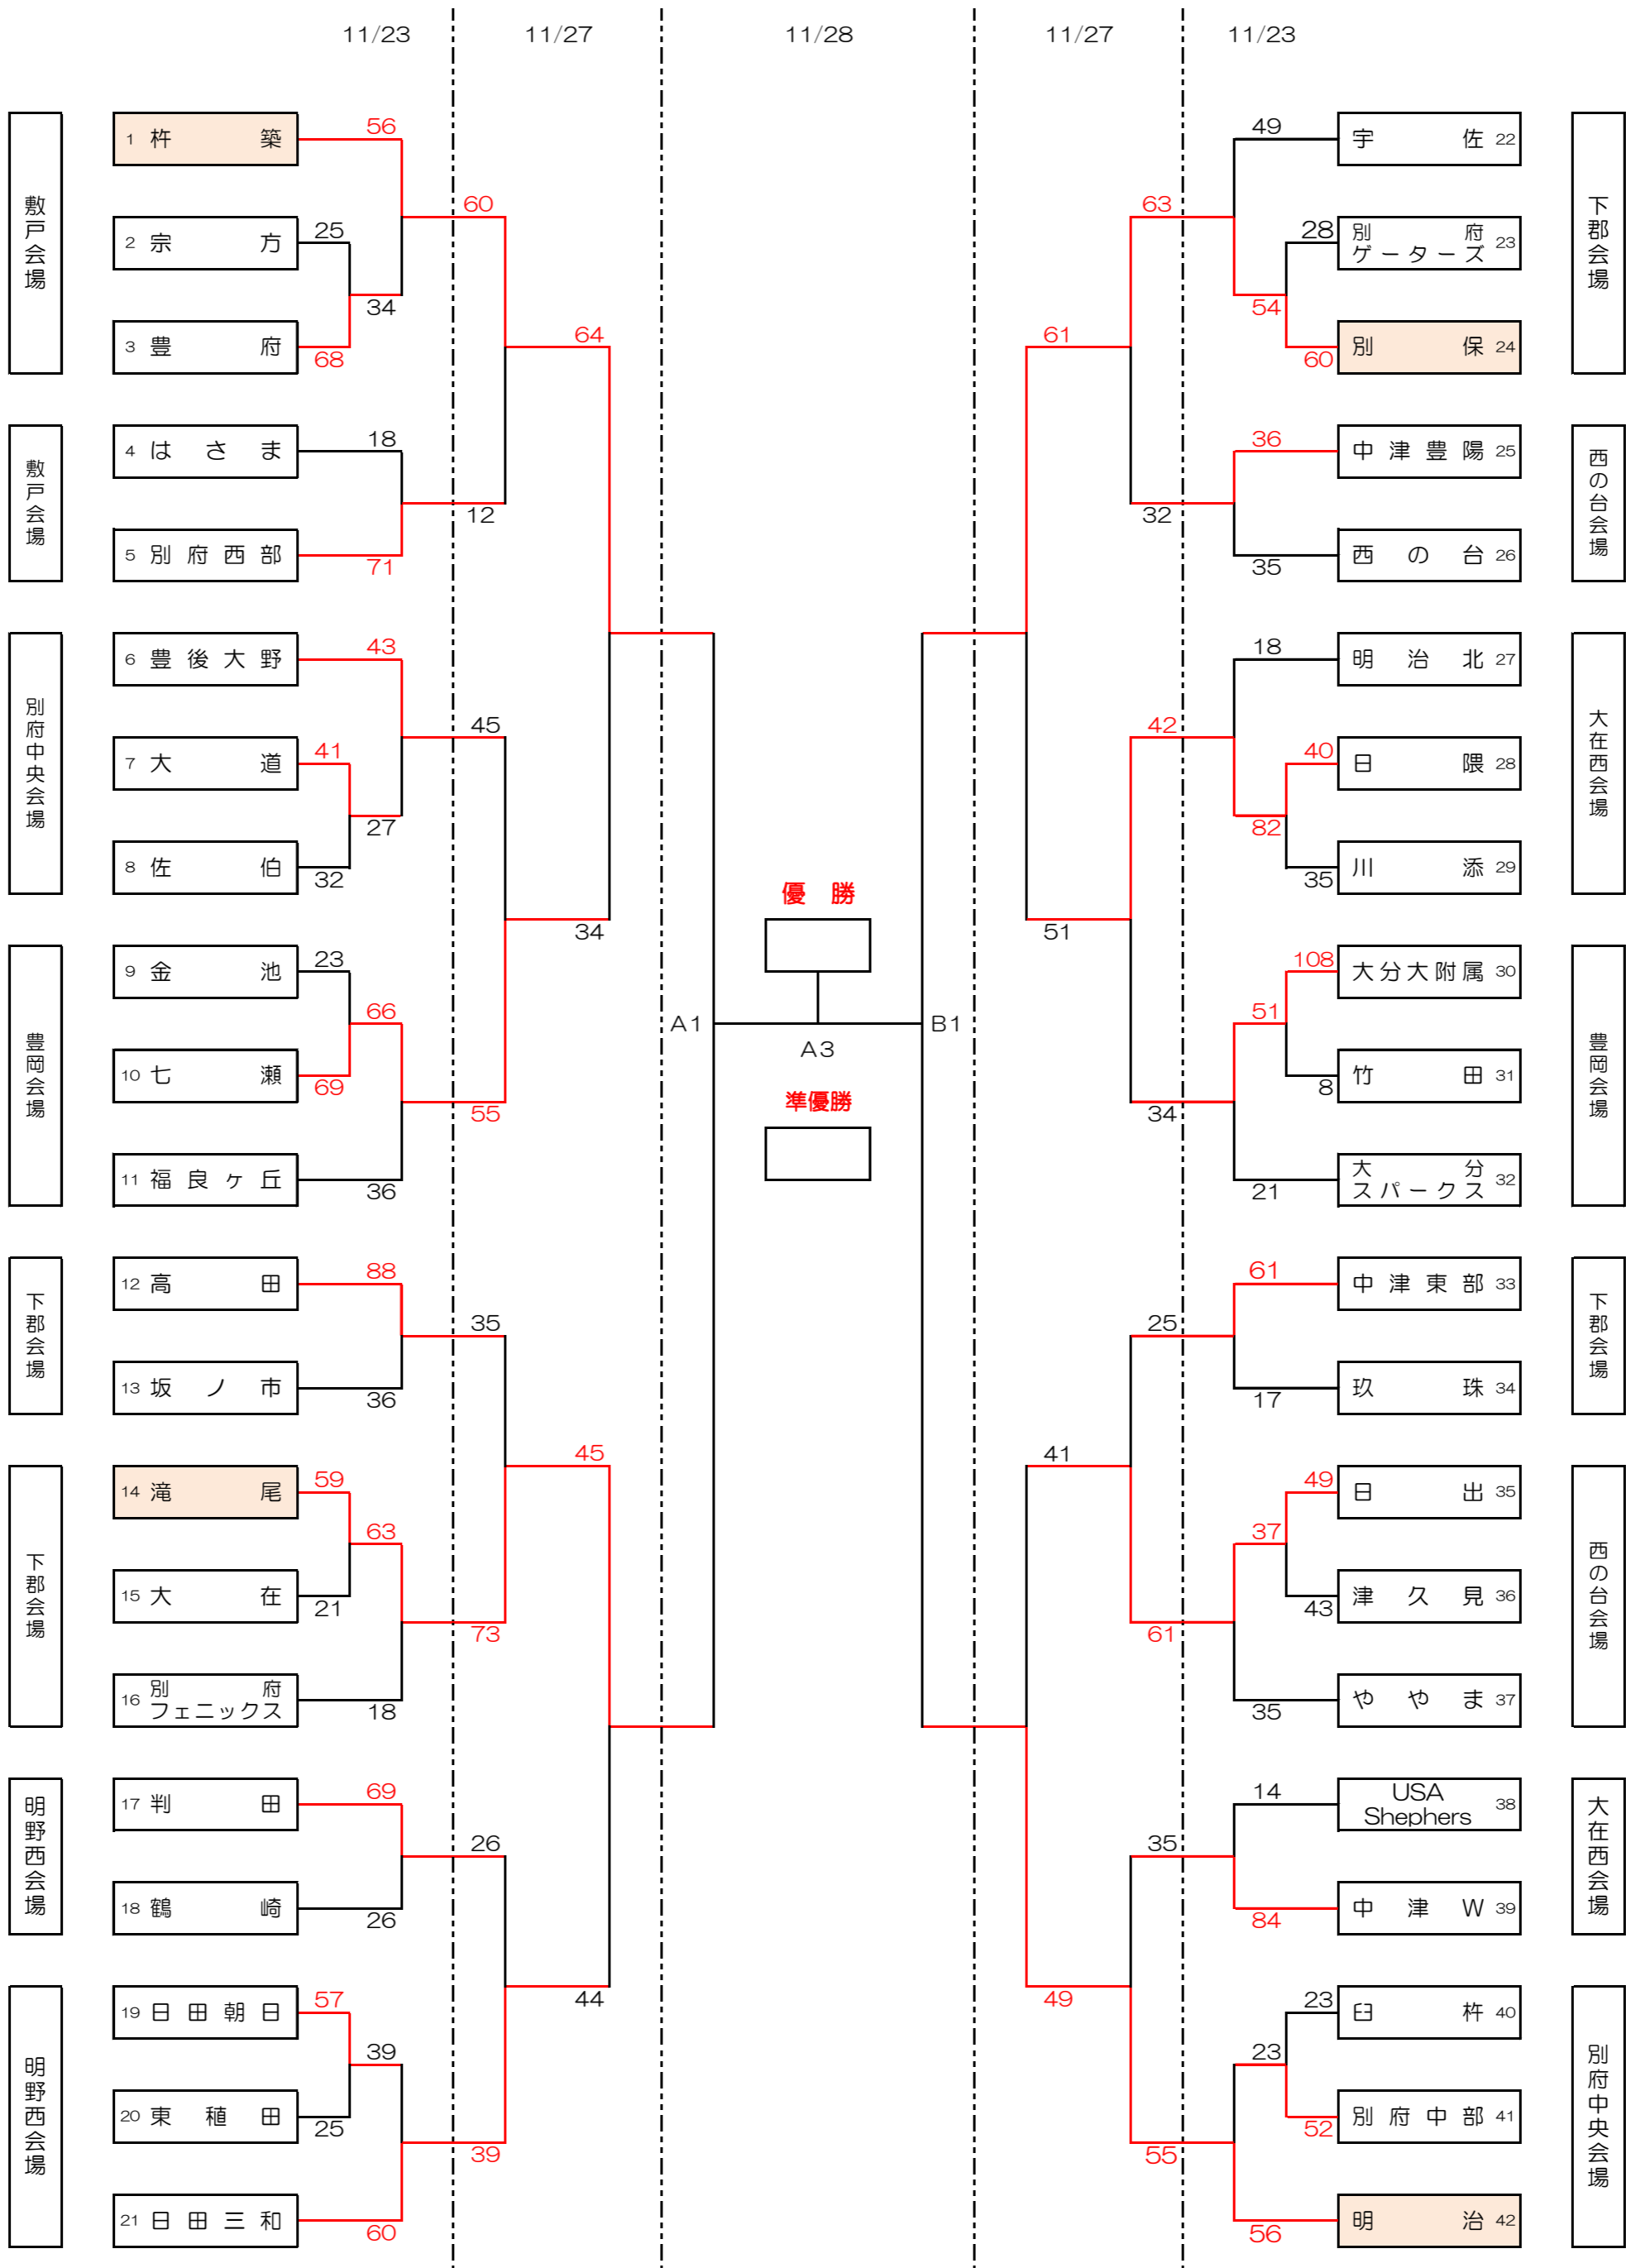 11/23 11/27 11/28 11/27 11/23
敷戸会場
1 杵築 56
2 宗方 25
3 豊府 68
34
60
敷戸会場
4 はさま 18
5 別府西部 71
12
64
別府中央会場
6 豊後大野 43
7 大道 41
8 佐伯 32
27
45
豊岡会場
9 金池 23
10 七瀬 69
66
11 福良ヶ丘 36
55
34
下郡会場
12 高田 88
13 坂ノ市 36
35
下郡会場
14 滝尾 59
15 大在 21
63
16 別府フェニックス 18
73
45
明野西会場
17 判田 69
18 鶴崎 26
26
明野西会場
19 日田朝日 57
20 東稙田 25
39
21 日田三和 60
39
44
優勝
A1
A3
B1
準優勝
下郡会場
49 宇佐 22
28 別府ゲーターズ 23
60 別保 24
54
63
西の台会場
36 中津豊陽 25
35 西の台 26
32
61
大在西会場
18 明治北 27
40 日隈 28
35 川添 29
82
42
豊岡会場
108 大分大附属 30
8 竹田 31
51
21 大分スパークス 32
34
51
下郡会場
61 中津東部 33
17 玖珠 34
25
西の台会場
49 日出 35
43 津久見 36
37
35 ややま 37
61
41
大在西会場
14 USA Shephers 38
84 中津W 39
35
別府中央会場
23 臼杵 40
52 別府中部 41
23
56 明治 42
55
49